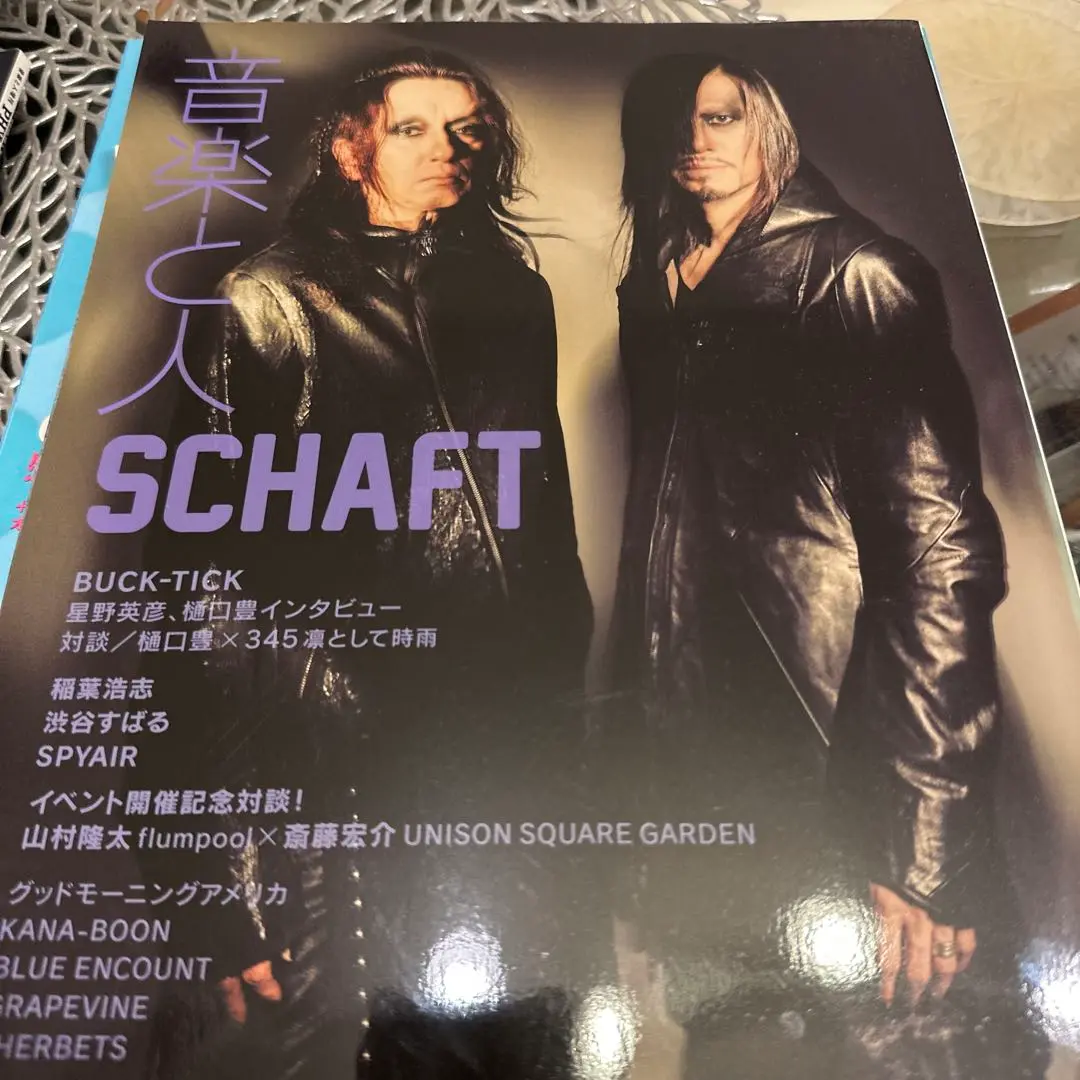 音楽と人
SCHAFT
BUCK-TICK
星野英彦、樋口豊インタビュー
対談／樋口豊×345 凛として時雨
稲葉浩志
渋谷すばる
SPYAIR
イベント開催記念対談！
山村隆太 flumpool×斎藤宏介 UNISON SQUARE GARDEN
グッドモーニングアメリカ
KANA-BOON
BLUE ENCOUNT
GRAPEVINE
HERBETS